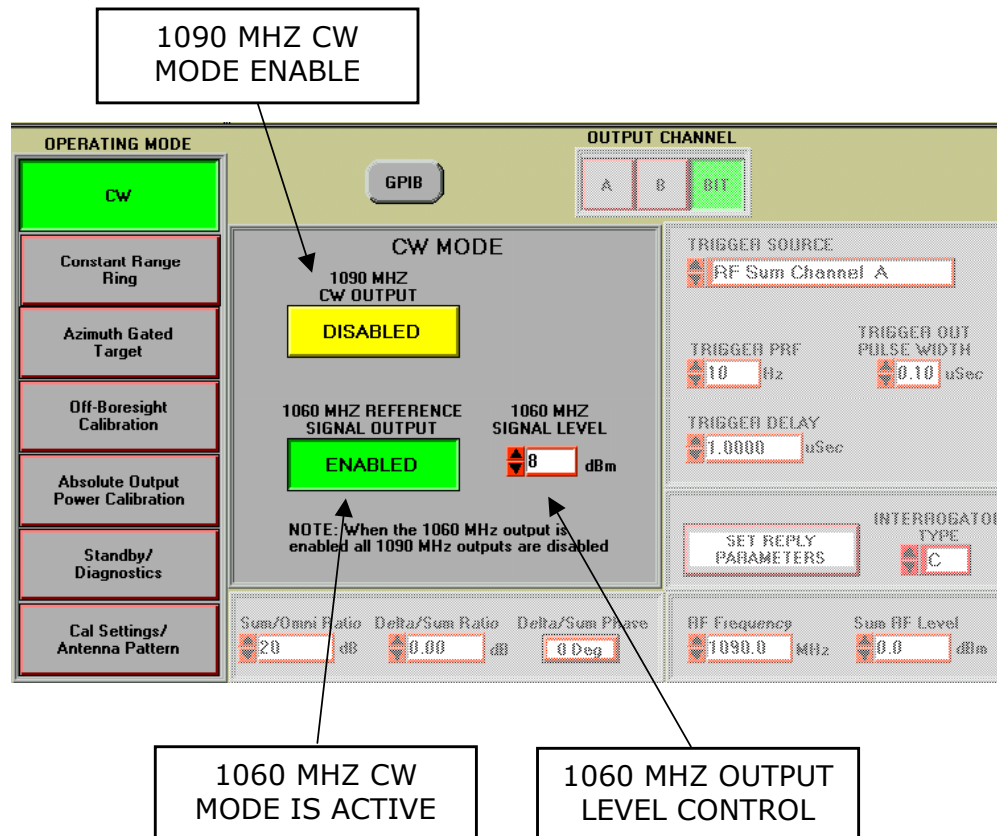 1090 MHZ CW
MODE ENABLE
OPERATING MODE
OUTPUT CHANNEL
CW
GPIB
A
B
BIT
Constant Range
Ring
Azimuth Gated
Target
Off-Boresight
Calibration
Absolute Output
Power Calibration
Standby/
Diagnostics
Cal Settings/
Antenna Pattern
CW MODE
1090 MHZ
CW OUTPUT
DISABLED
1060 MHZ REFERENCE
SIGNAL OUTPUT
ENABLED
1060 MHZ
SIGNAL LEVEL
8 dBm
NOTE: When the 1060 MHz output is
enabled all 1090 MHz outputs are disabled
TRIGGER SOURCE
RF Sum Channel A
TRIGGER PRF
10 Hz
TRIGGER OUT
PULSE WIDTH
0.10 uSec
TRIGGER DELAY
1.0000 uSec
SET REPLY
PARAMETERS
INTERROGATOR
TYPE
C
Sum/Omni Ratio
20 dB
Delta/Sum Ratio
0.00 dB
Delta/Sum Phase
0 Deg
RF Frequency
1090.0 MHz
Sum RF Level
0.0 dBm
1060 MHZ CW
MODE IS ACTIVE
1060 MHZ OUTPUT
LEVEL CONTROL